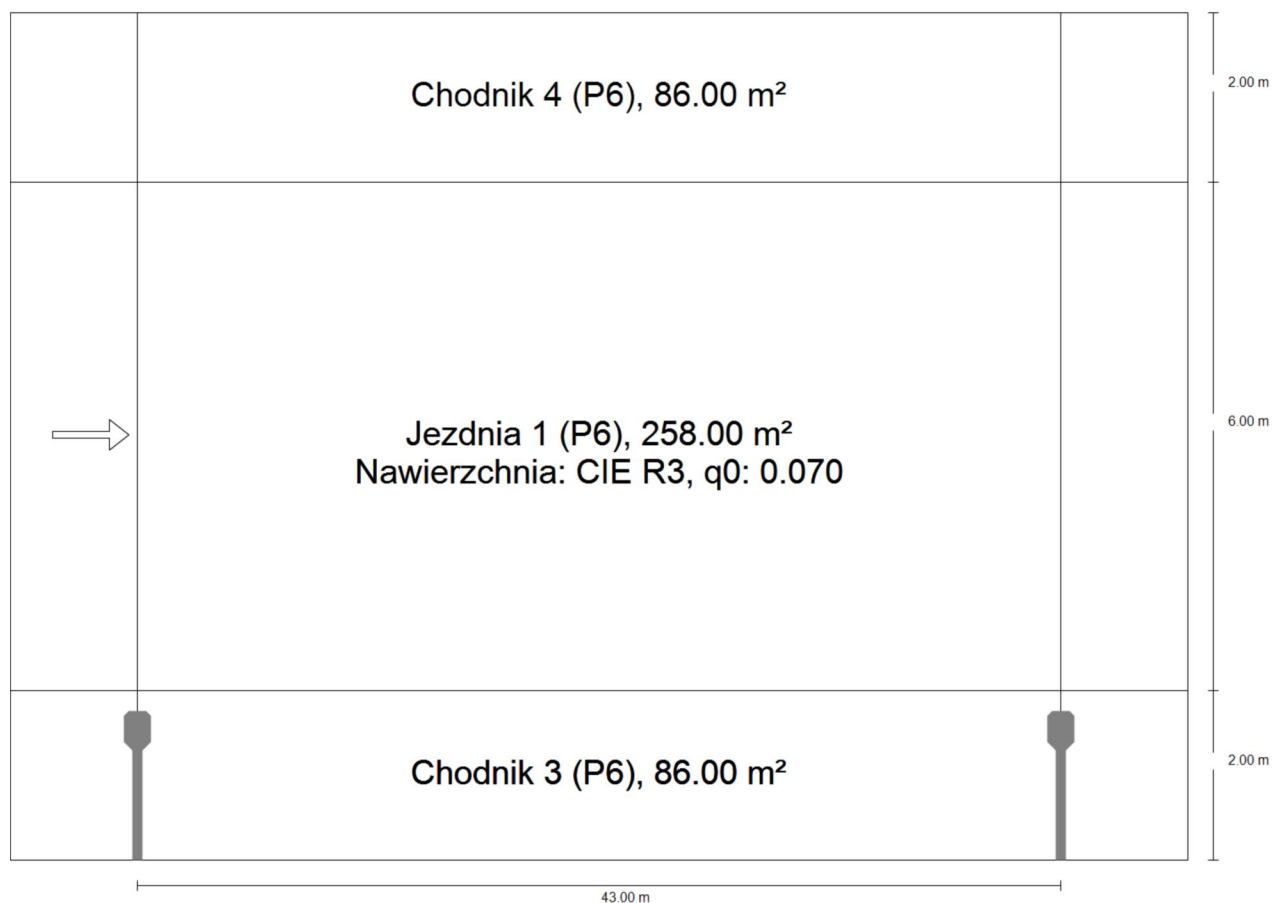 Chodnik 4 (P6), 86.00 m²
2.00 m
Jezdnia 1 (P6), 258.00 m²
Nawierzchnia: CIE R3, q0: 0.070
6.00 m
Chodnik 3 (P6), 86.00 m²
2.00 m
43.00 m